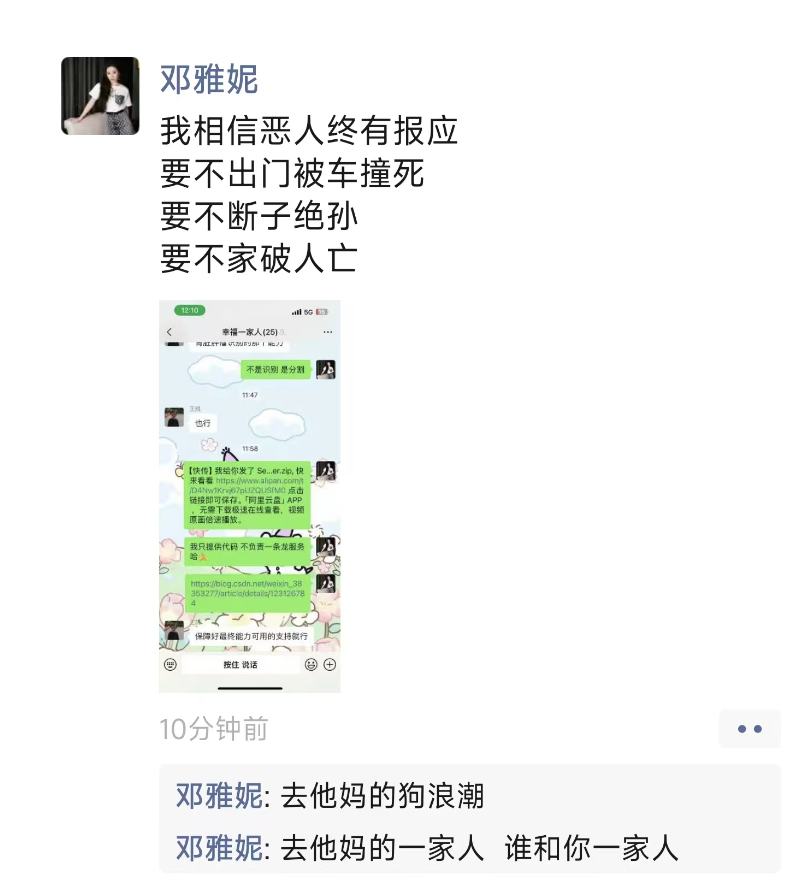 邓雅妮
我相信恶人终有报应
要不出门被车撞死
要不断子绝孙
要不家破人亡
12:10
5G
幸福一家人(25)
不是识别 是分割
11:47
也行
11:58
【快传】我给你发了 Se...er.zip, 快
来看看 https://www.alipan.com/t
点击
链接即可保存。「阿里云盘」APP
，无需下载极速在线查看，视频
原画倍速播放。
我只提供代码 不负责一条龙服务
哈
https://blog.csdn.net/weixin_38
353277/article/details/12312678
4
保障好最终能力可用的支持就行
按住 说话
10分钟前
邓雅妮: 去他妈的狗浪潮
邓雅妮: 去他妈的一家人 谁和你一家人